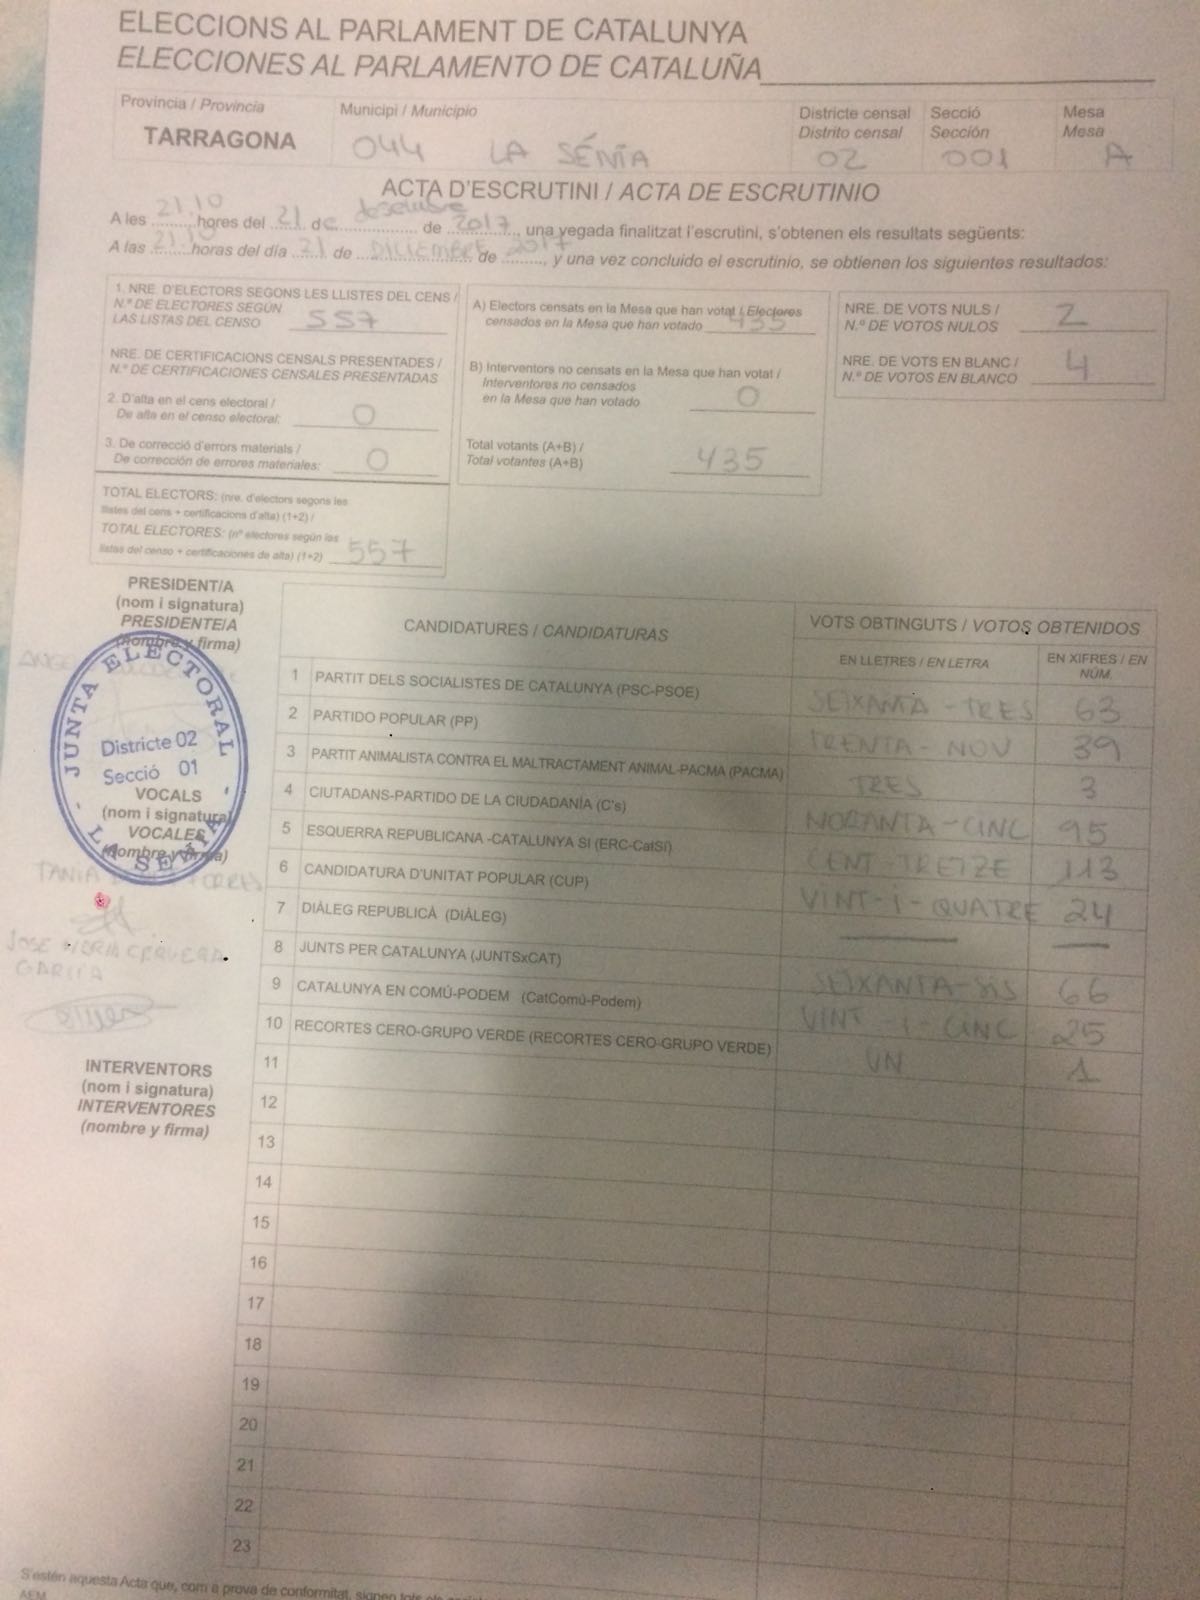 ELECCIONS AL PARLAMENT DE CATALUNYA
ELECCIONES AL PARLAMENTO DE CATALUÑA
Província / Provincia
TARRAGONA
Municipi / Municipio
044 LA SÉNIA
Districte censal
Distrito censal
02
Secció
Sección
001
Mesa
Mesa
A
ACTA D'ESCRUTINI / ACTA DE ESCRUTINIO
A les 21.10 hores del 21 de desembre de 2017, una vegada finalitzat l'escrutini, s'obtenen els resultats següents:
A las 21.10 horas del día 21 de DICIEMBRE de 2017, y una vez concluido el escrutinio, se obtienen los siguientes resultados:
1. NRE. D'ELECTORS SEGONS LES LLISTES DEL CENS /
N.º DE ELECTORES SEGÚN
LAS LISTAS DEL CENSO 557
NRE. DE CERTIFICACIONS CENSALS PRESENTADES /
N.º DE CERTIFICACIONES CENSALES PRESENTADAS
2. D'alta en el cens electoral /
De alta en el censo electoral: 0
3. De correcció d'errors materials /
De corrección de errores materiales: 0
TOTAL ELECTORS: (nre. d'electors segons les
llistes del cens + certificacions d'alta) (1+2) /
TOTAL ELECTORES: (nº electores según las
listas del censo + certificaciones de alta) (1+2) 557
A) Electors censats en la Mesa que han votat / Electores
censados en la Mesa que han votado 435
B) Interventors no censats en la Mesa que han votat /
Interventores no censados
en la Mesa que han votado 0
Total votants (A+B) /
Total votantes (A+B) 435
NRE. DE VOTS NULS /
N.º DE VOTOS NULOS 2
NRE. DE VOTS EN BLANC /
N.º DE VOTOS EN BLANCO 4
PRESIDENT/A
(nom i signatura)
PRESIDENTE/A
(nombre y firma)
JUNTA ELECTORAL
Districte 02
Secció 01
LA SENIA
VOCALS
(nom i signatura)
VOCALES
(nombre y firma)
TANIA TORRES
JOSE MARIA CERVERA
GARCIA
INTERVENTORS
(nom i signatura)
INTERVENTORES
(nombre y firma)
CANDIDATURES / CANDIDATURAS
VOTS OBTINGUTS / VOTOS OBTENIDOS
EN LLETRES / EN LETRA
EN XIFRES / EN NÚM.
1 PARTIT DELS SOCIALISTES DE CATALUNYA (PSC-PSOE) SEIXANTA-TRES 63
2 PARTIDO POPULAR (PP) TRENTA-NOU 39
3 PARTIT ANIMALISTA CONTRA EL MALTRACTAMENT ANIMAL-PACMA (PACMA) TRES 3
4 CIUTADANS-PARTIDO DE LA CIUDADANÍA (C's) NORANTA-CINC 95
5 ESQUERRA REPUBLICANA -CATALUNYA SÍ (ERC-CatSí) CENT TREIZE 113
6 CANDIDATURA D'UNITAT POPULAR (CUP) VINT-I-QUATRE 24
7 DIÀLEG REPUBLICÀ (DIÀLEG)
8 JUNTS PER CATALUNYA (JUNTSxCAT) SEIXANTA-SIS 66
9 CATALUNYA EN COMÚ-PODEM (CatComú-Podem) VINT-I-CINC 25
10 RECORTES CERO-GRUPO VERDE (RECORTES CERO-GRUPO VERDE) UN 1
11
12
13
14
15
16
17
18
19
20
21
22
23
S'estén aquesta Acta que, com a prova de conformitat, signen tots els